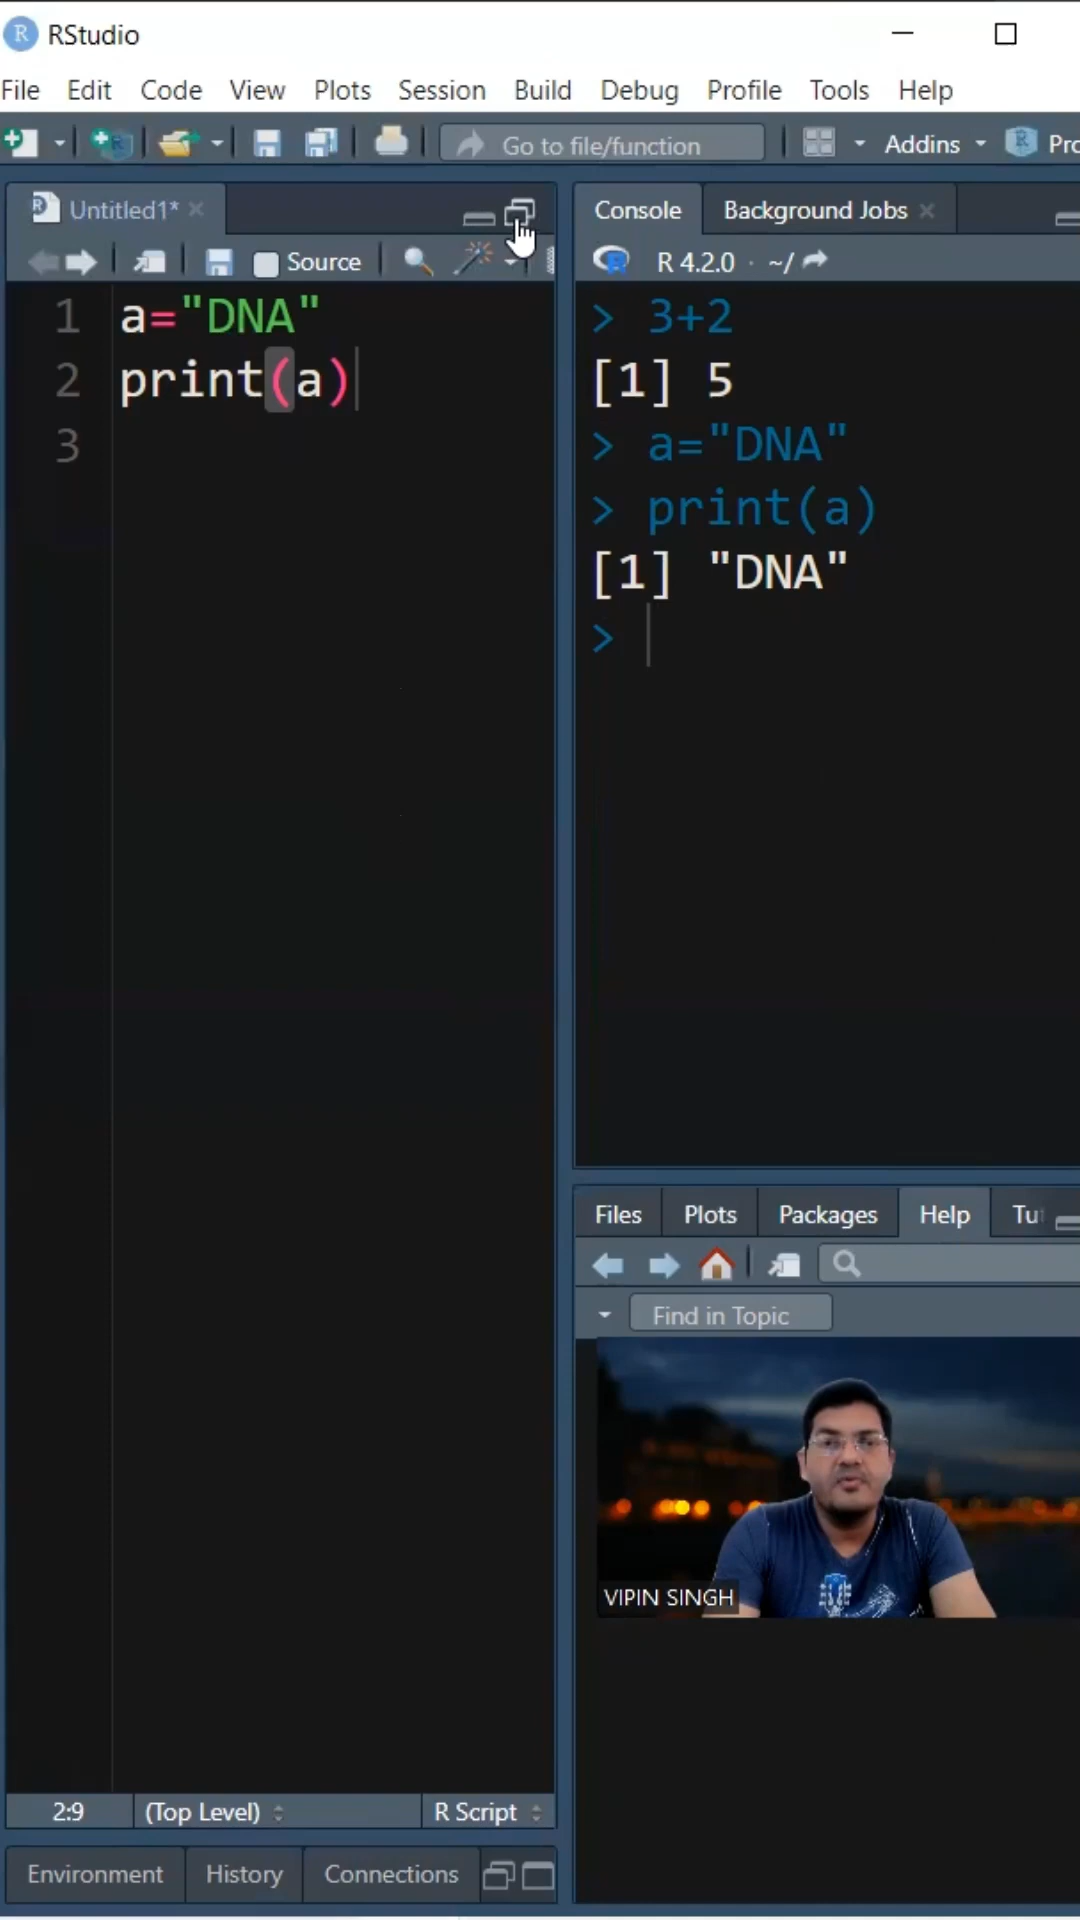 RStudio
File Edit Code View Plots Session Build Debug Profile Tools Help
Go to file/function Addins
Untitled1*
Source
1 a="DNA"
2 print(a)
3
2:9 (Top Level) R Script
Environment History Connections
Console Background Jobs
R 4.2.0 · ~/
> 3+2
[1] 5
> a="DNA"
> print(a)
[1] "DNA"
>
Files Plots Packages Help
Find in Topic
VIPIN SINGH